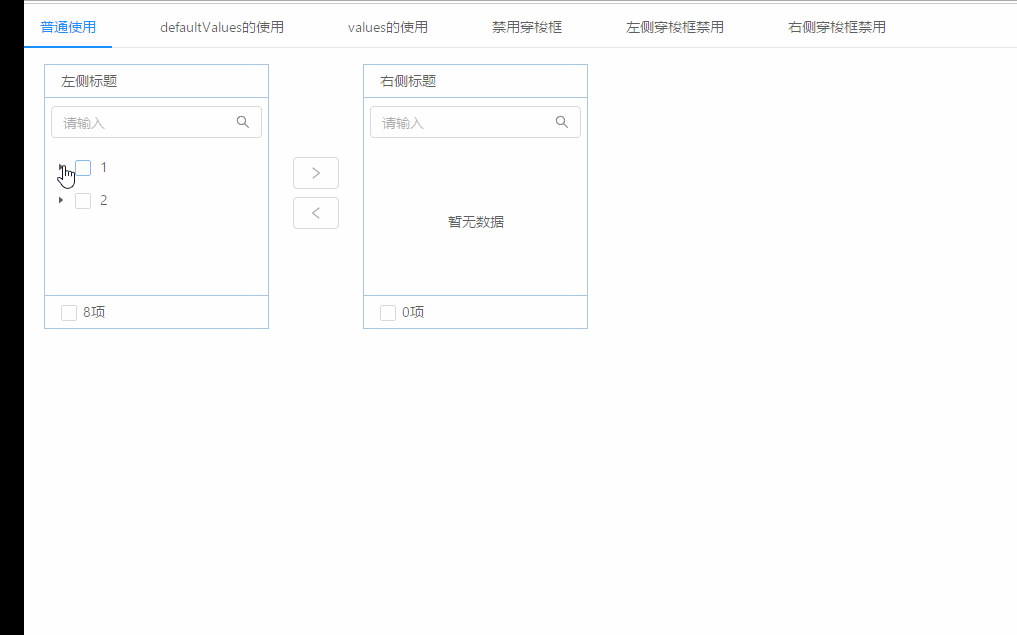 普通使用 defaultValues的使用 values的使用 禁用穿梭框 左侧穿梭框禁用 右侧穿梭框禁用
左侧标题
请输入
1
2
8项
右侧标题
请输入
暂无数据
0项